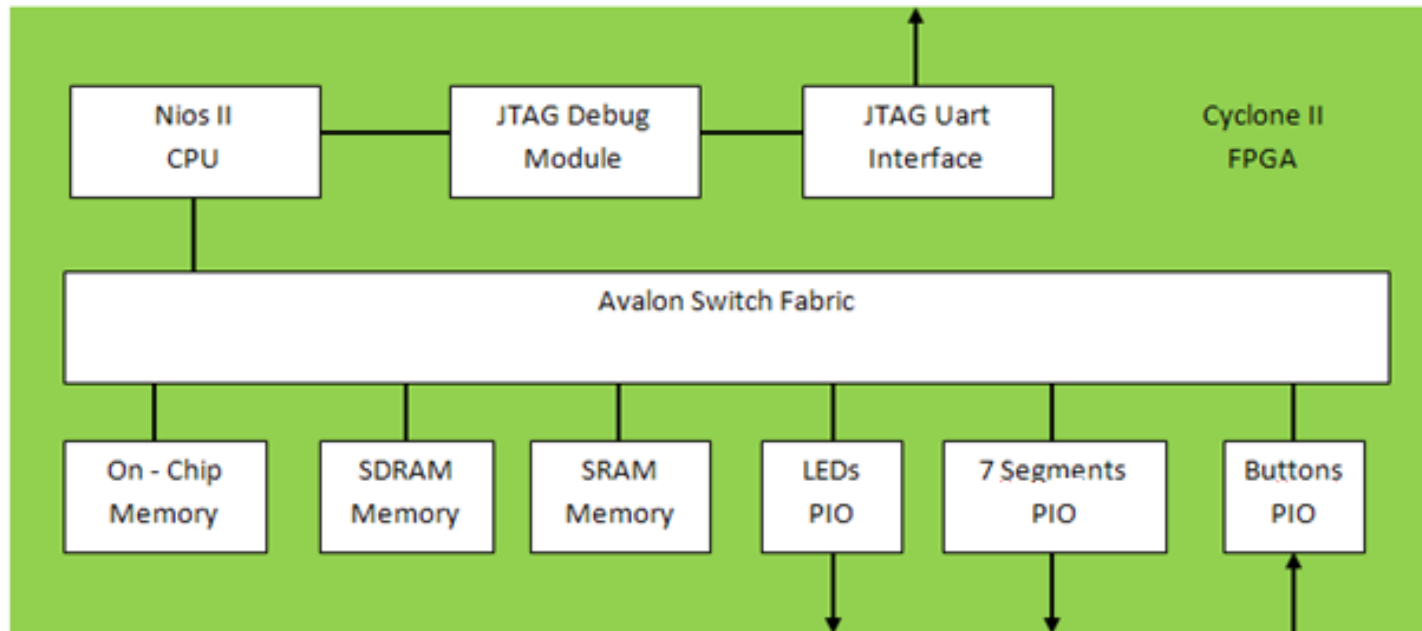 Nios II
CPU
JTAG Debug
Module
JTAG Uart
Interface
Cyclone II
FPGA
Avalon Switch Fabric
On - Chip
Memory
SDRAM
Memory
SRAM
Memory
LEDs
PIO
7 Segments
PIO
Buttons
PIO